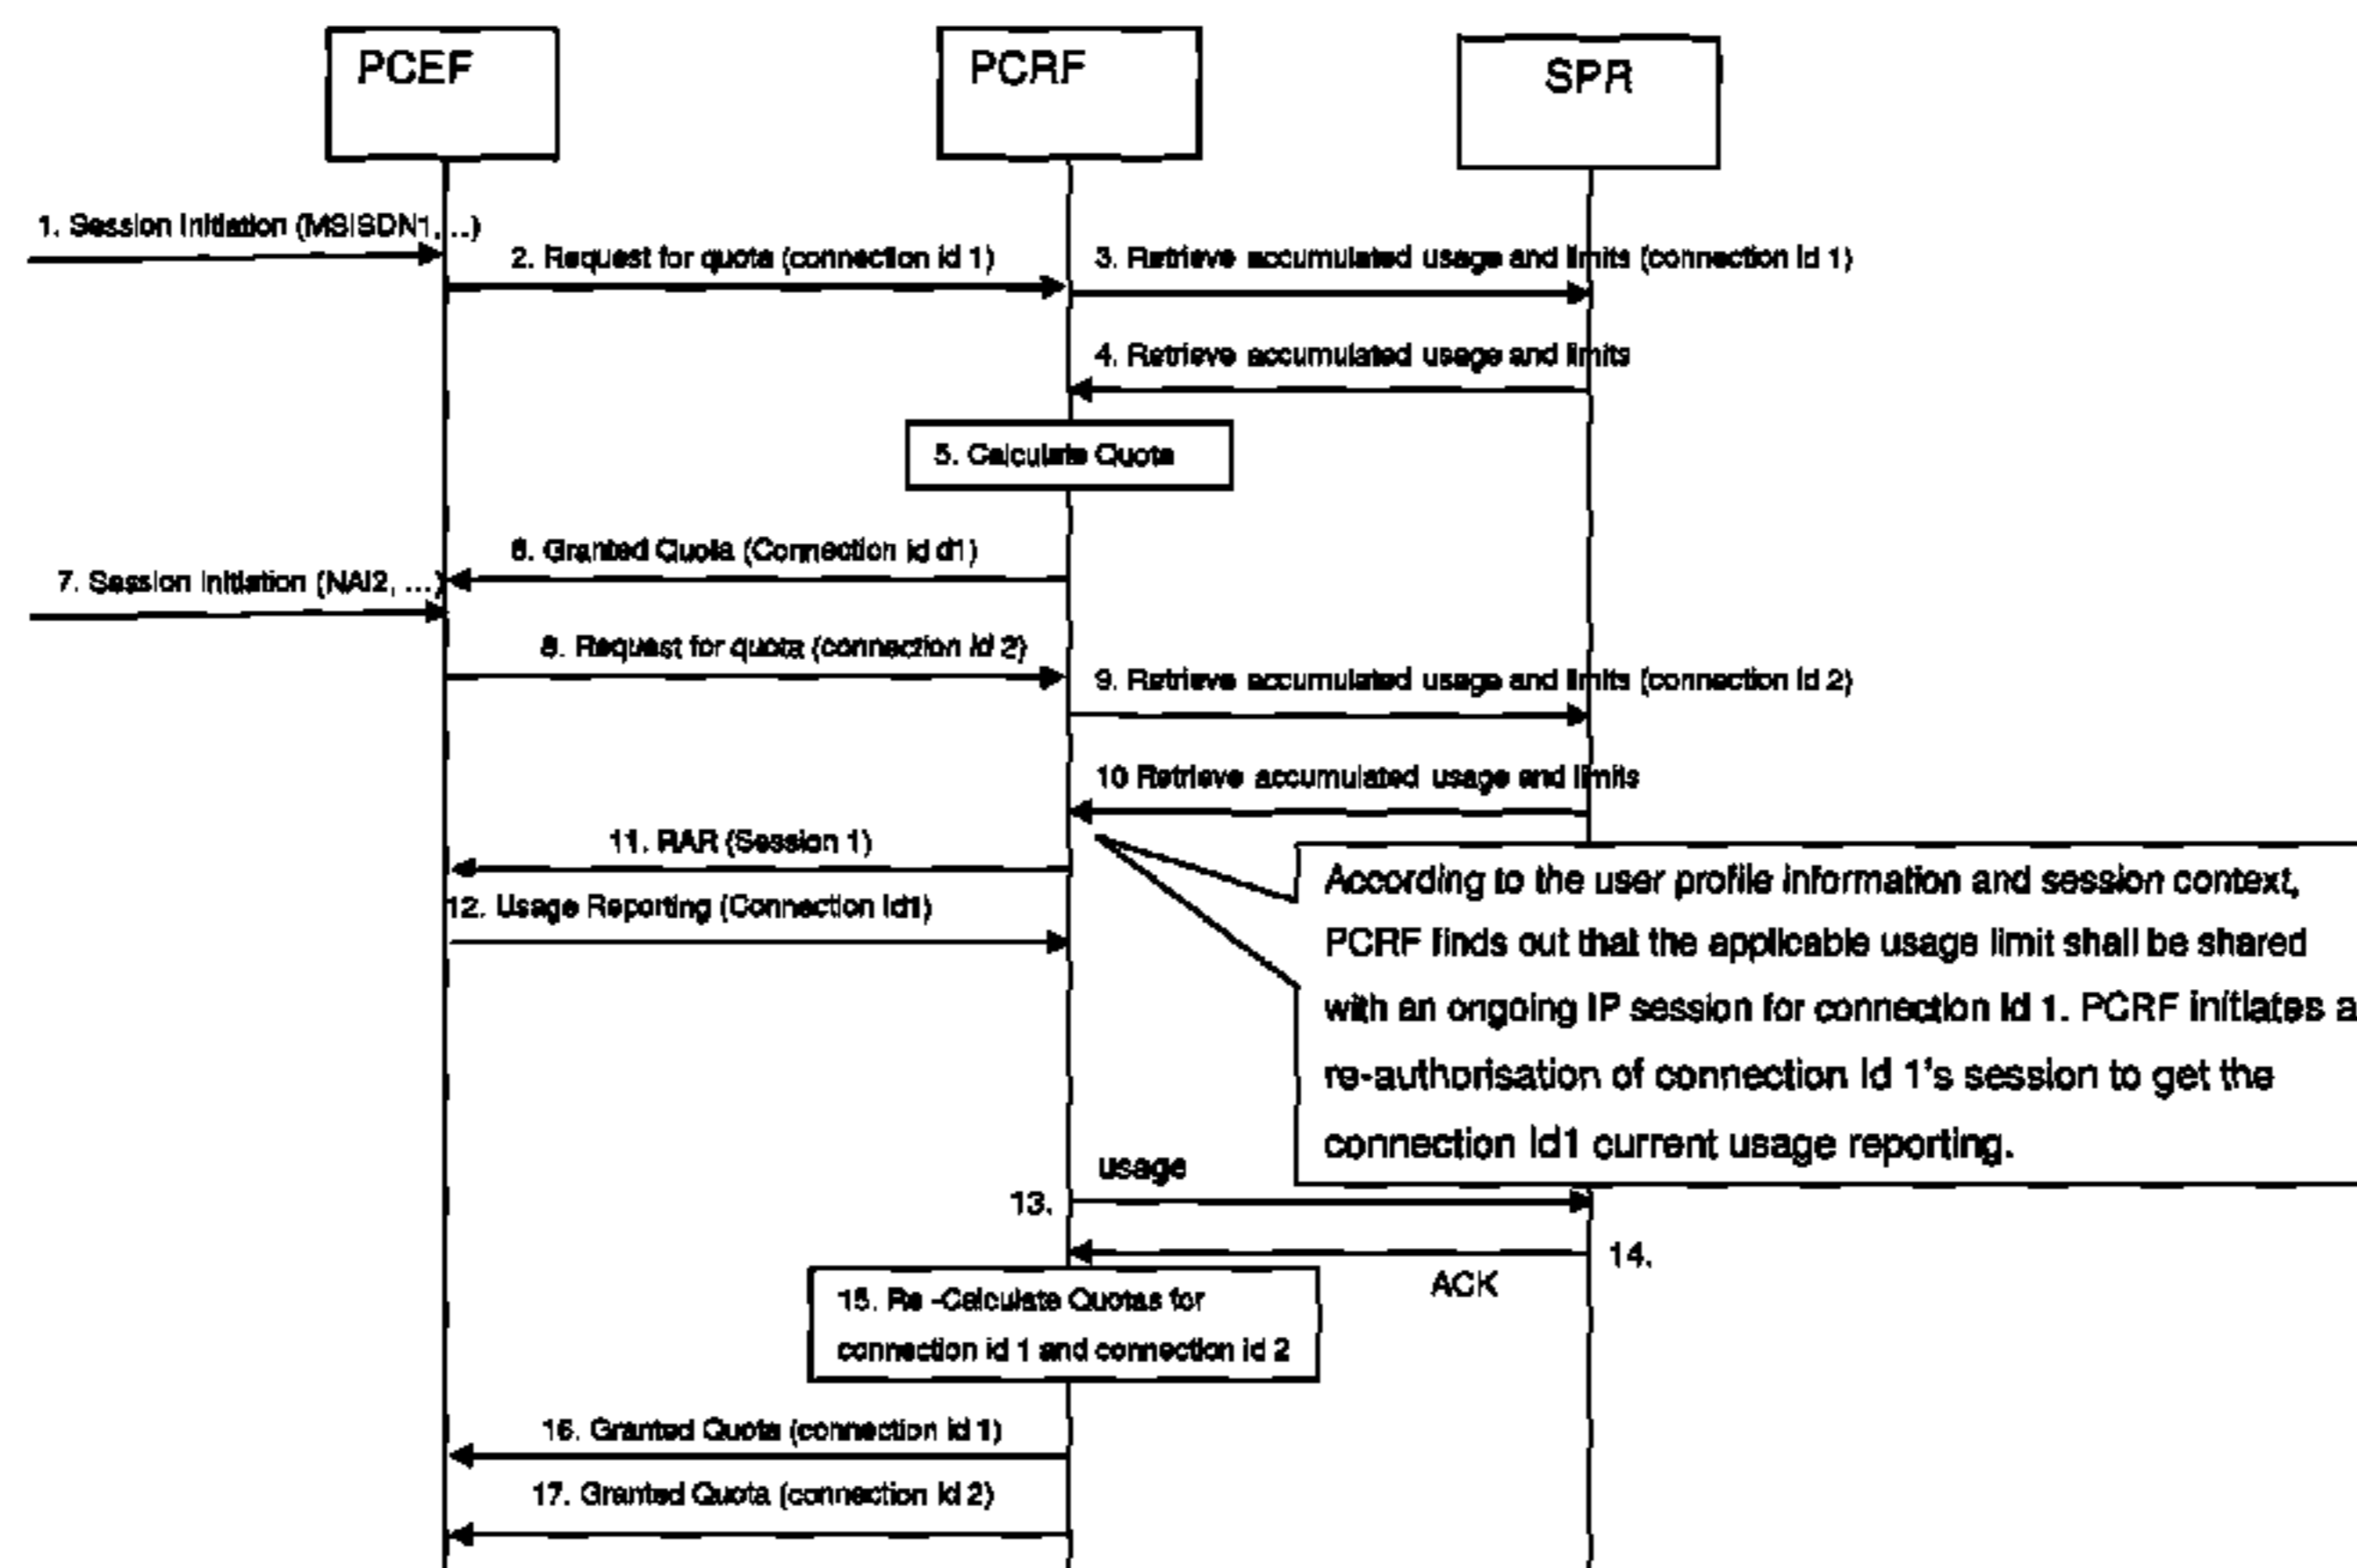 PCEF
PCRF
SPR
1. Session Initiation (MSISDN1, ...)
2. Request for quota (connection id 1)
3. Retrieve accumulated usage and limits (connection id 1)
4. Retrieve accumulated usage and limits
5. Calculate Quota
6. Granted Quota (Connection id d1)
7. Session Initiation (NAI2, ...)
8. Request for quota (connection id 2)
9. Retrieve accumulated usage and limits (connection id 2)
10 Retrieve accumulated usage and limits
11. RAR (Session 1)
12. Usage Reporting (Connection Id1)
According to the user profile information and session context,
PCRF finds out that the applicable usage limit shall be shared
with an ongoing IP session for connection Id 1. PCRF initiates a
re-authorisation of connection Id 1's session to get the
connection Id1 current usage reporting.
usage
13.
14.
ACK
15. Re -Calculate Quotas for
connection id 1 and connection id 2
16. Granted Quota (connection id 1)
17. Granted Quota (connection id 2)